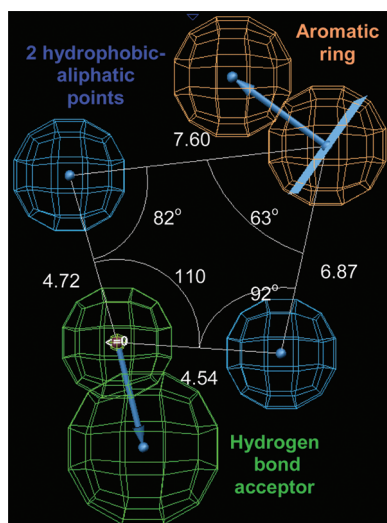 Aromatic
ring
2 hydrophobic-
aliphatic
points
7.60
82°
63°
4.72
110
6.87
92°
4.54
Hydrogen
bond
acceptor